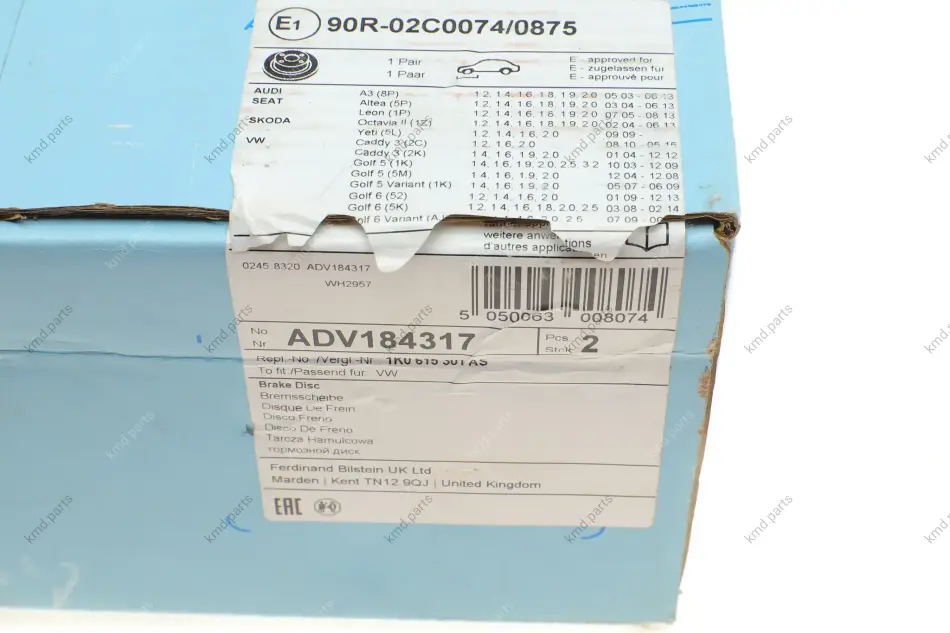 E1 90R-02C0074/0875
1 Pair
1 Paar
E - approved for
E - zugelassen für
E - approuvé pour
AUDI A3 (8P) 1.2, 1.4, 1.6, 1.8, 1.9, 2.0 05.03 - 08.13
SEAT Altea (5P) 1.2, 1.4, 1.6, 1.8, 1.9, 2.0 03.04 - 06.13
Leon (1P) 1.2, 1.4, 1.6, 1.8, 1.9, 2.0 07.05 - 08.13
SKODA Octavia II (1Z) 1.2, 1.4, 1.6, 1.8, 1.9, 2.0 02.04 - 06.13
Yeti (5L) 1.2, 1.4, 1.6, 2.0 09.09 -
VW Caddy 3 (2C) 1.2, 1.6, 2.0 08.10 - 05.15
Caddy 3 (2K) 1.4, 1.6, 1.9, 2.0 01.04 - 12.12
Golf 5 (1K) 1.4, 1.6, 1.9, 2.0, 2.5, 3.2 10.03 - 12.09
Golf 5 (5M) 1.4, 1.6, 1.9, 2.0 12.04 - 12.08
Golf 5 Variant (1K) 1.4, 1.6, 1.9, 2.0 05.07 - 06.09
Golf 6 (52) 1.2, 1.4, 1.6, 2.0 01.09 - 12.13
Golf 6 (5K) 1.2, 1.4, 1.6, 1.8, 2.0, 2.5 03.08 - 02.14
Golf 6 Variant
weitere
d'autres
0245 8320 ADV184317
WH2957
5 050063 008074
No
Nr ADV184317
Pcs
Stck 2
Repl.-No./Vergl.-Nr. 1K0 615 301 AS
To fit / Passend für: VW
Brake Disc
Bremsscheibe
Disque De Frein
Disco Freno
Disco De Freno
Tarcza Hamulcowa
тормозной диск
Ferdinand Bilstein UK Ltd
Marden | Kent TN12 9QJ | United Kingdom
EAC
kmd.parts